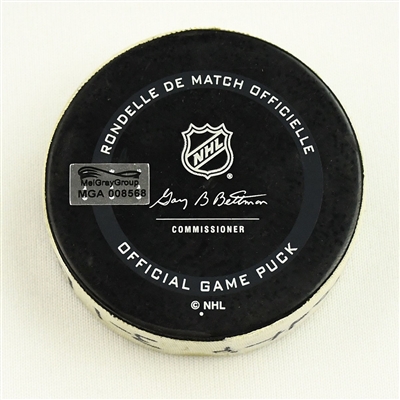 RONDELLE DE MATCH OFFICIELLE
NHL
MeiGrayGroup
MGA 008568
Gary B Bettman
COMMISSIONER
OFFICIAL GAME PUCK
© NHL